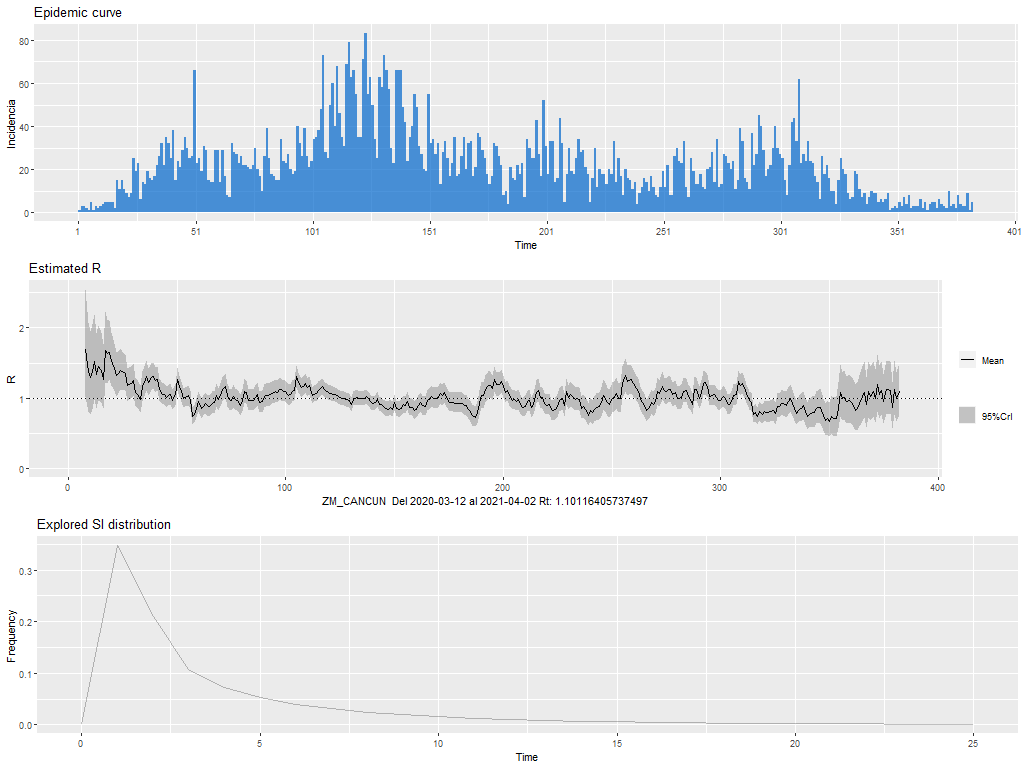 Epidemic curve
80
60
40
20
0
Incidencia
1 51 101 151 201 251 301 351 401
Time
Estimated R
2
1
0
R
0 100 200 300 400
ZM_CANCUN Del 2020-03-12 al 2021-04-02 Rt: 1.10116405737497
Mean
95%CrI
Explored SI distribution
0.3
0.2
0.1
0.0
Frequency
0 5 10 15 20 25
Time